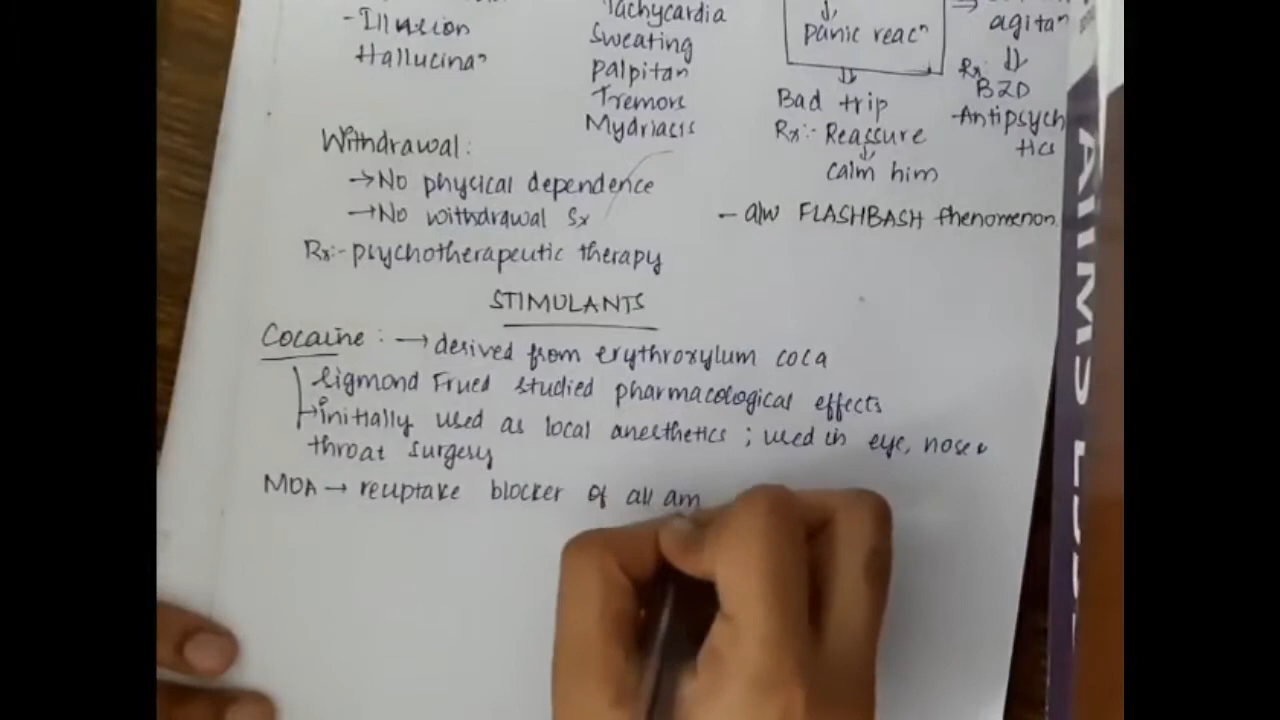 - Illusion
Hallucinaⁿ
Tachycardia
Sweating
Palpitaⁿ
Tremors
Mydriasis
panic reacⁿ
Bad trip
Rx:- Reassure
calm him
agitaⁿ
Rx
BZD
-Antipsych
tics
Withdrawal:
→ No physical dependence
→ No withdrawal Sx
- a/w FLASHBASH phenomenon
Rx:- psychotherapeutic therapy
STIMULANTS
Cocaine : → derived from erythroxylum coca
Sigmond Frued studied pharmacological effects
→ initially used as local anesthetics ; used in eye, nose &
throat surgery
MOA → reuptake blocker of all am
AIIMS